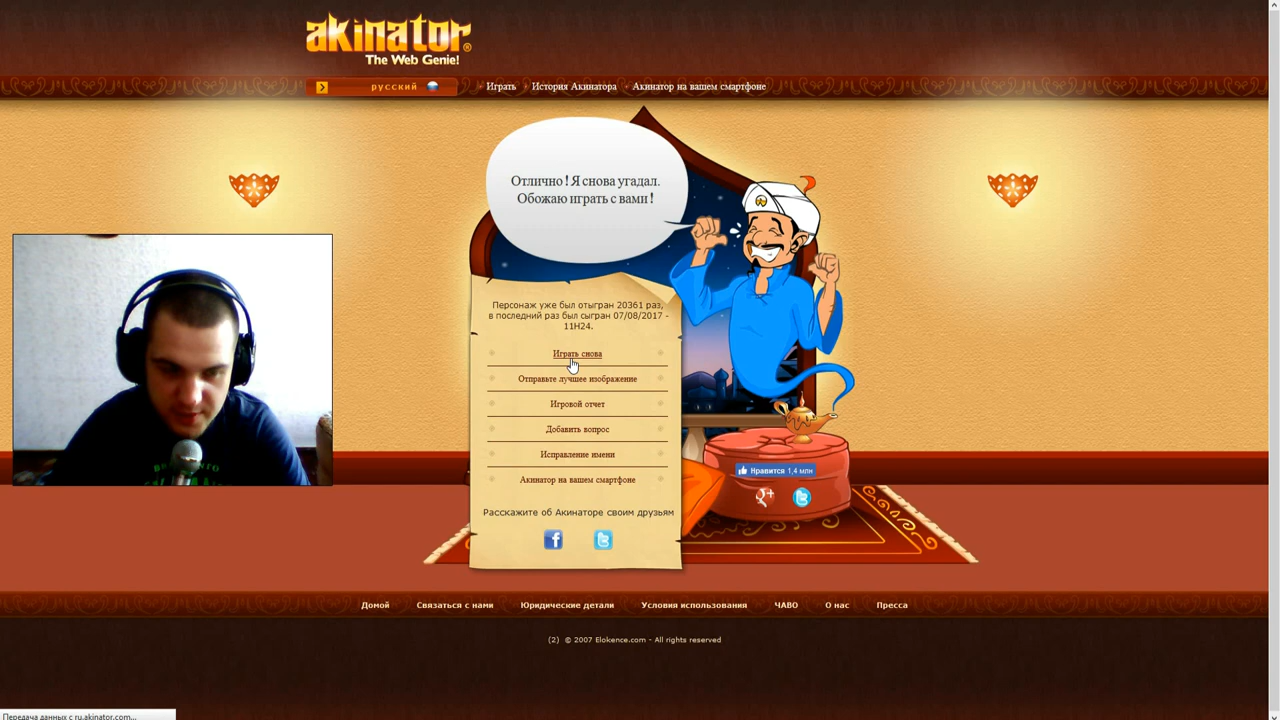 akinator®
The Web Genie!
русский
Играть
История Акинатора
Акинатор на вашем смартфоне
Отлично ! Я снова угадал.
Обожаю играть с вами !
Персонаж уже был отыгран 20361 раз,
в последний раз был сыгран 07/08/2017 -
11H24.
Играть снова
Отправьте лучшее изображение
Игровой отчет
Добавить вопрос
Исправление имени
Акинатор на вашем смартфоне
Нравится 1,4 млн
Расскажите об Акинаторе своим друзьям
Домой
Связаться с нами
Юридические детали
Условия использования
ЧАВО
О нас
Пресса
(2) © 2007 Elokence.com - All rights reserved
Передача данных с ru.akinator.com...